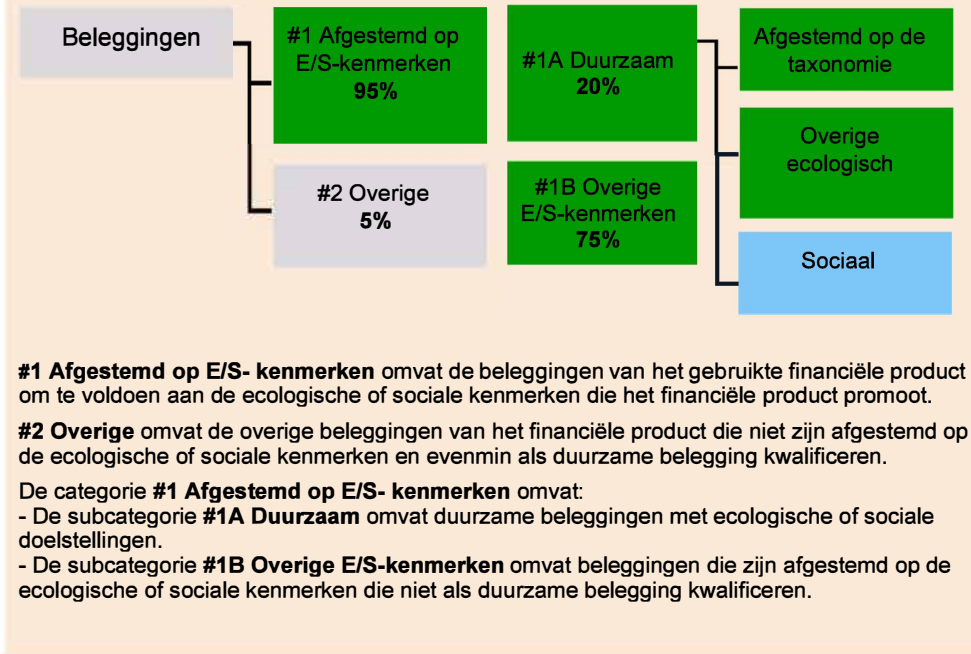 Beleggingen
#1 Afgestemd op
E/S-kenmerken
95%
#2 Overige
5%
#1A Duurzaam
20%
#1B Overige
E/S-kenmerken
75%
Afgestemd op de
taxonomie
Overige
ecologisch
Sociaal
#1 Afgestemd op E/S- kenmerken omvat de beleggingen van het gebruikte financiële product
om te voldoen aan de ecologische of sociale kenmerken die het financiële product promoot.
#2 Overige omvat de overige beleggingen van het financiële product die niet zijn afgestemd op
de ecologische of sociale kenmerken en evenmin als duurzame belegging kwalificeren.
De categorie #1 Afgestemd op E/S- kenmerken omvat:
- De subcategorie #1A Duurzaam omvat duurzame beleggingen met ecologische of sociale
doelstellingen.
- De subcategorie #1B Overige E/S-kenmerken omvat beleggingen die zijn afgestemd op de
ecologische of sociale kenmerken die niet als duurzame belegging kwalificeren.